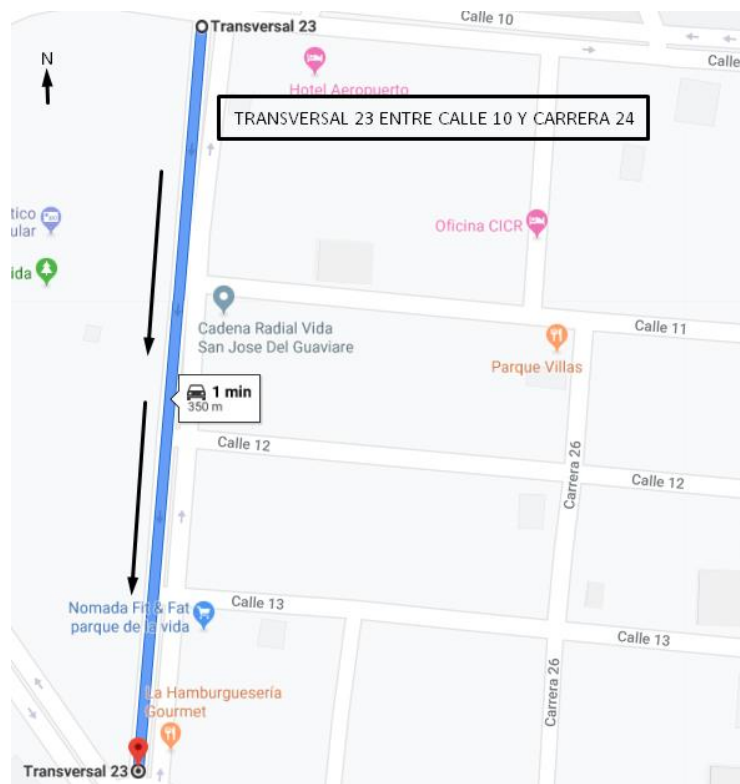 Transversal 23
Calle 10
Calle
N
Hotel Aeropuerto
TRANSVERSAL 23 ENTRE CALLE 10 Y CARRERA 24
tico
ular
Oficina CICR
ida
Cadena Radial Vida
San Jose Del Guaviare
Calle 11
Parque Villas
1 min
350 m
Calle 12
Calle 12
Carrera 26
Nomada Fit & Fat
parque de la vida
Calle 13
Calle 13
La Hamburguesería
Gourmet
Carrera 26
Transversal 23